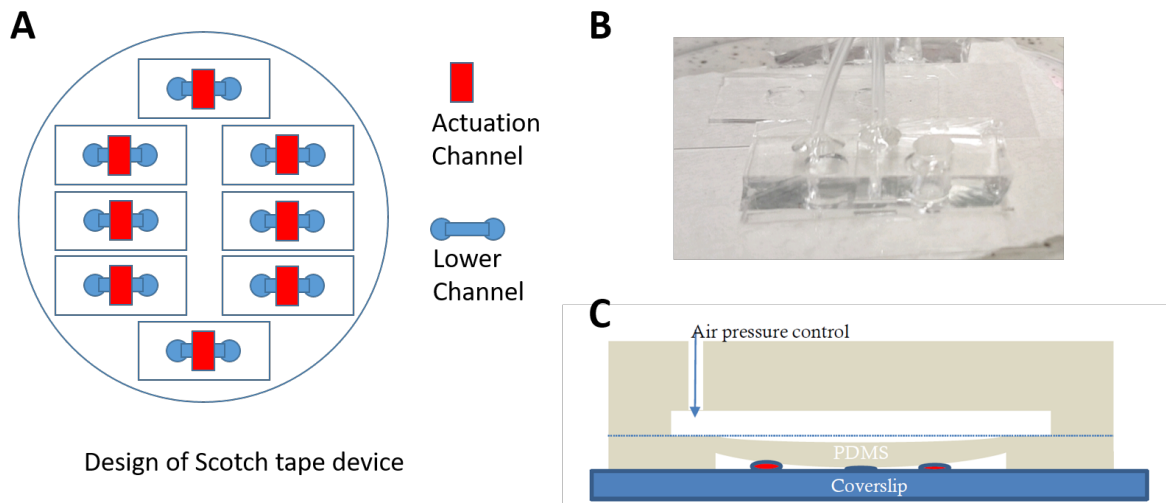 A
Actuation
Channel
Lower
Channel
Design of Scotch tape device
B
C
Air pressure control
PDMS
Coverslip